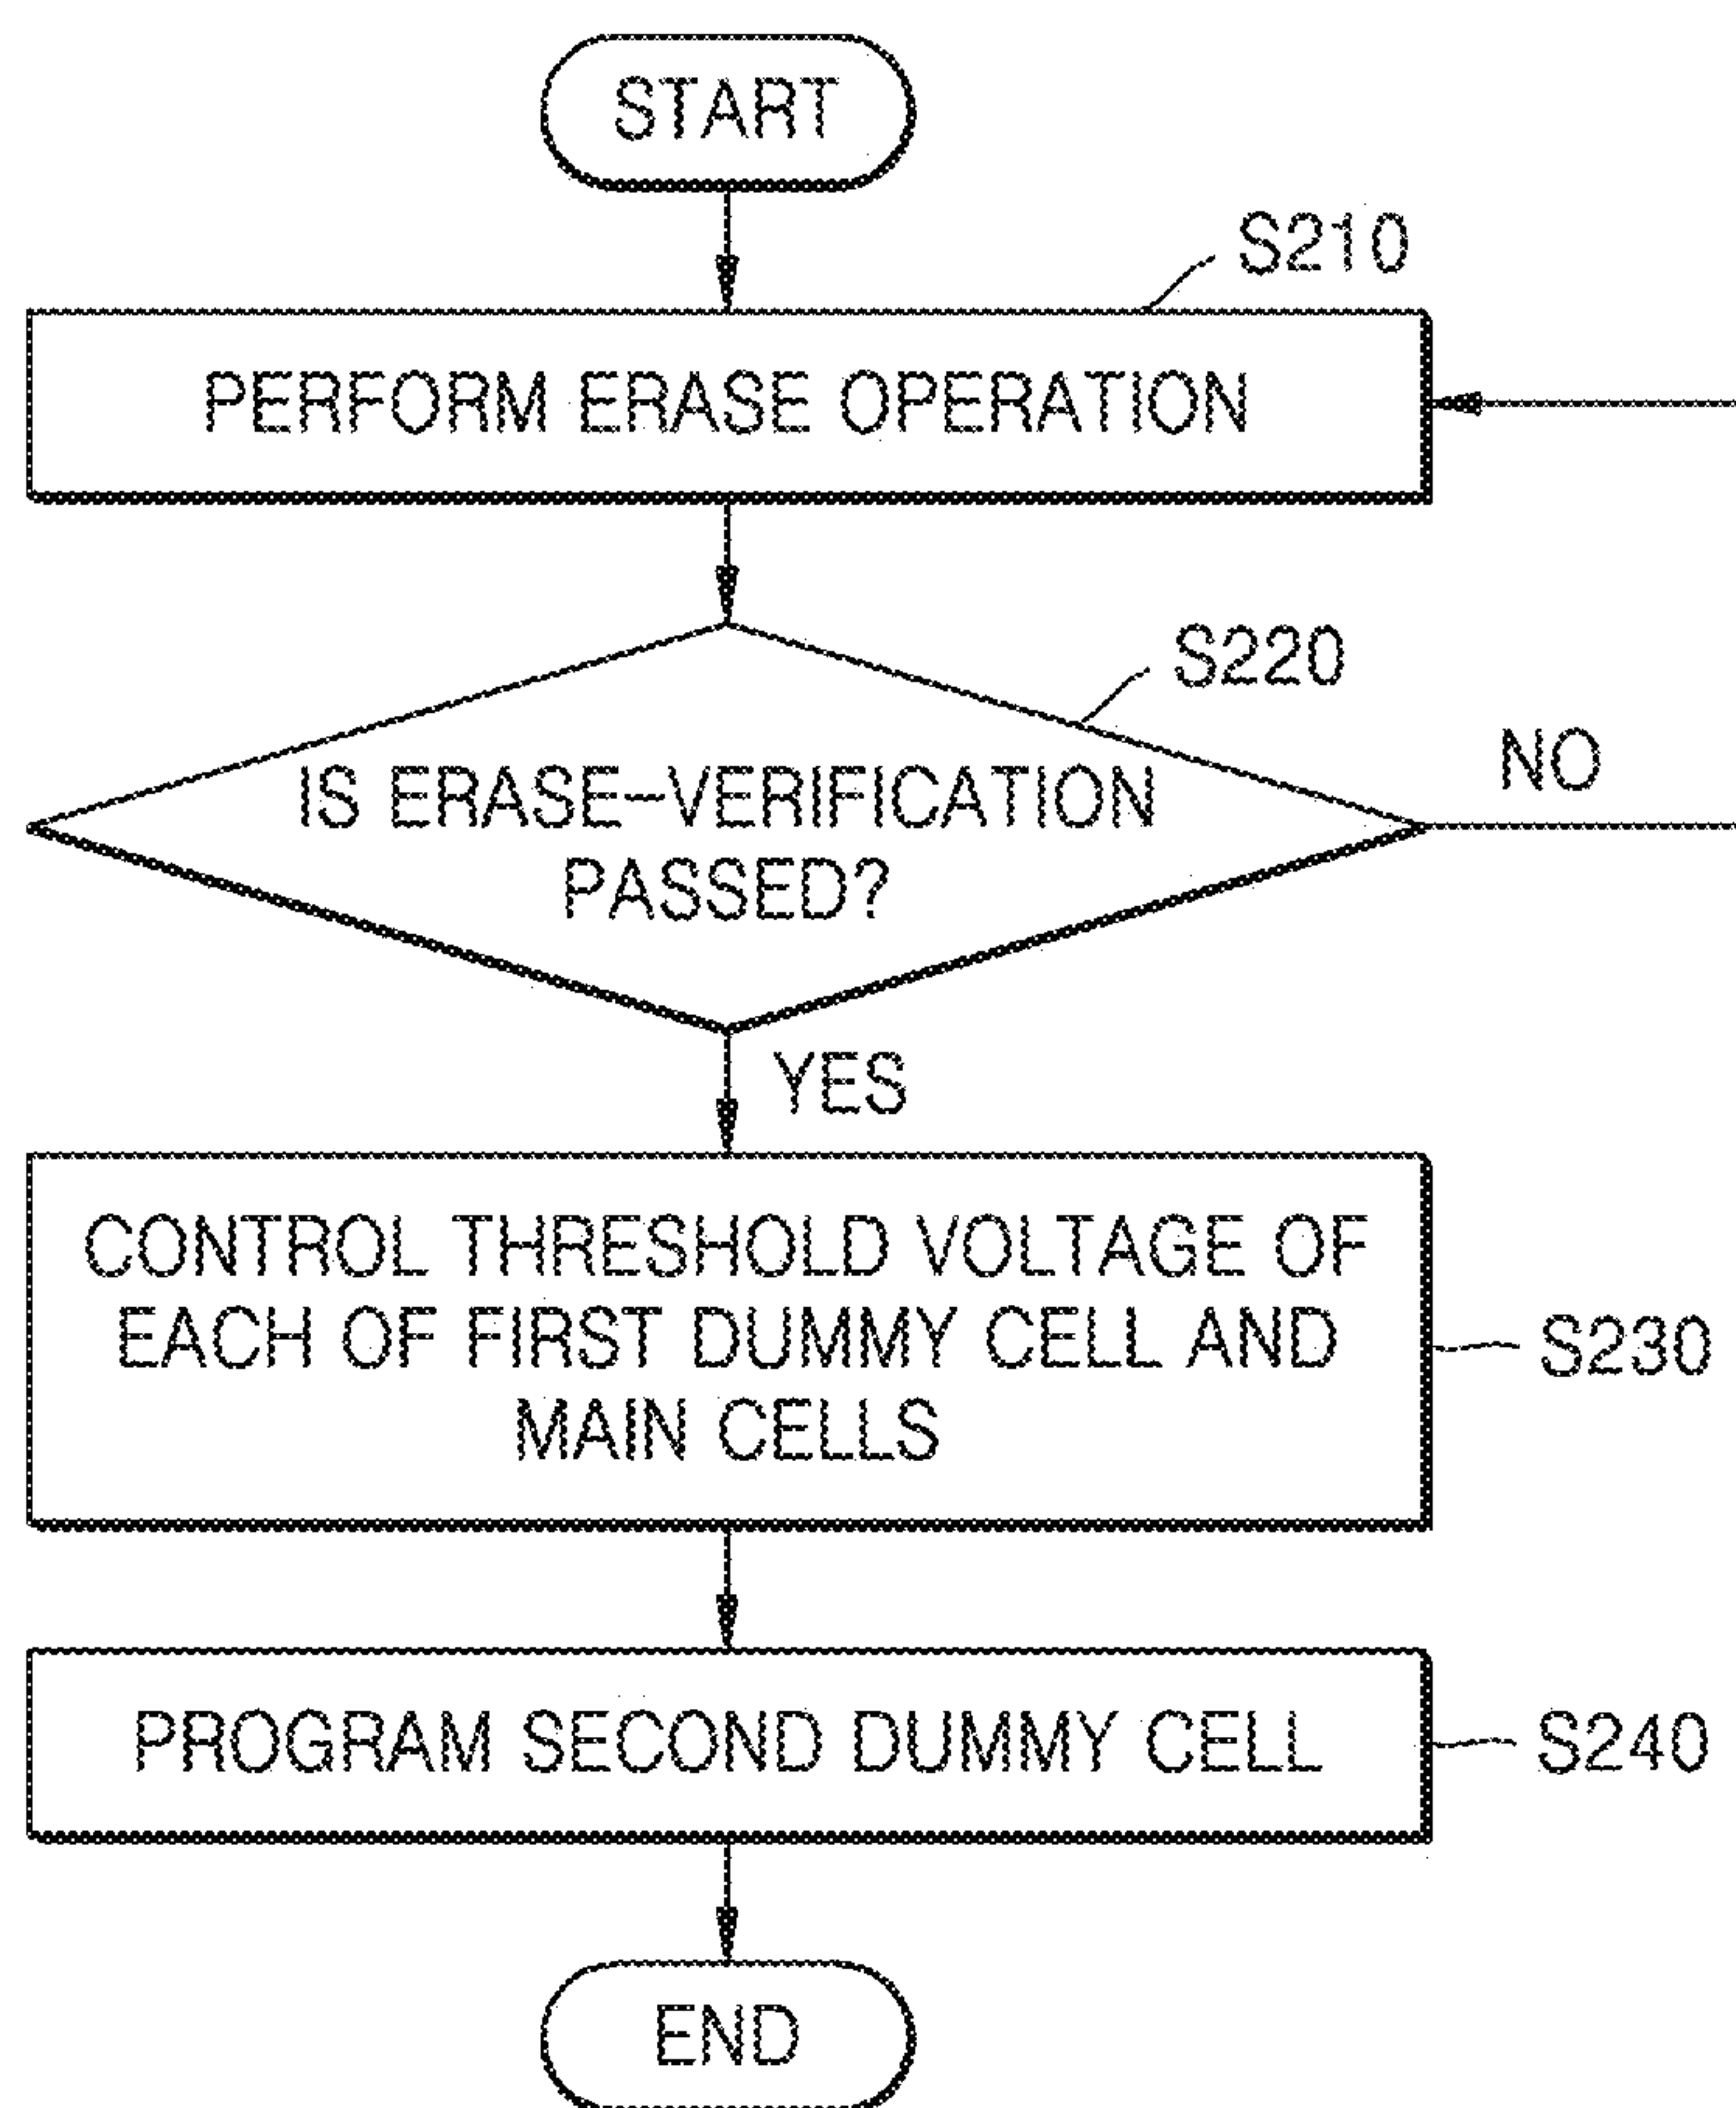 START
S210
PERFORM ERASE OPERATION
S220
IS ERASE-VERIFICATION
PASSED?
NO
YES
CONTROL THRESHOLD VOLTAGE OF
EACH OF FIRST DUMMY CELL AND
MAIN CELLS
S230
PROGRAM SECOND DUMMY CELL
S240
END